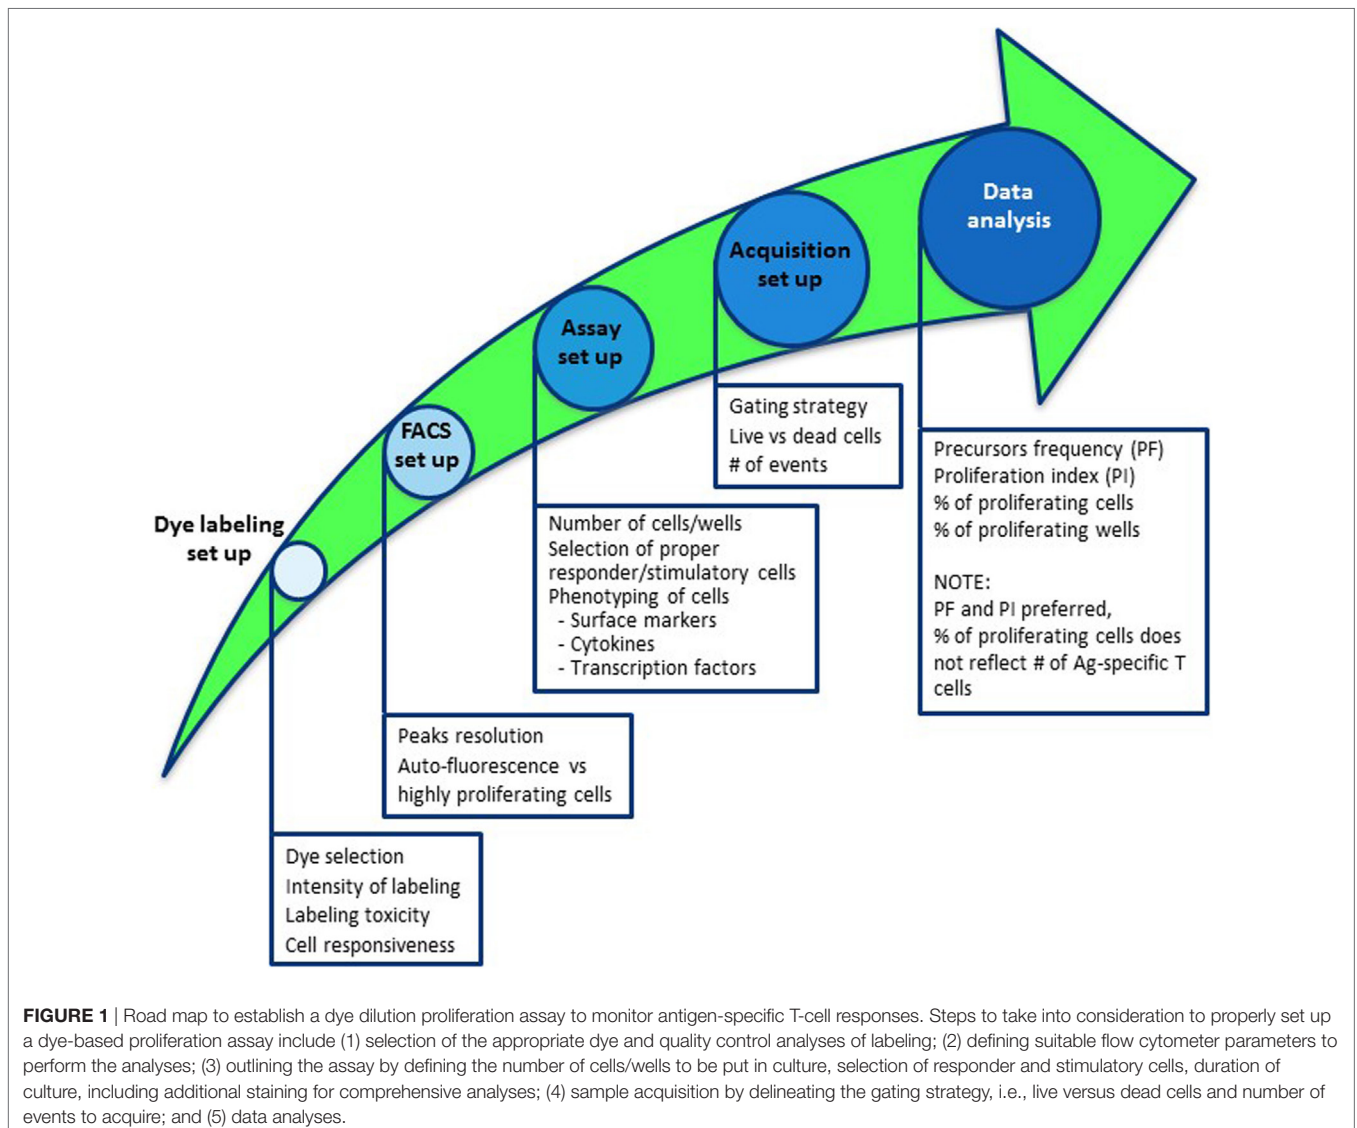 Data
analysis
Acquisition
set up
Assay
set up
FACS
set up
Dye labeling
set up
Gating strategy
Live vs dead cells
# of events
Precursors frequency (PF)
Proliferation index (PI)
% of proliferating cells
% of proliferating wells
NOTE:
PF and PI preferred,
% of proliferating cells does
not reflect # of Ag-specific T
cells
Number of cells/wells
Selection of proper
responder/stimulatory cells
Phenotyping of cells
- Surface markers
- Cytokines
- Transcription factors
Peaks resolution
Auto-fluorescence vs
highly proliferating cells
Dye selection
Intensity of labeling
Labeling toxicity
Cell responsiveness
FIGURE 1 | Road map to establish a dye dilution proliferation assay to monitor antigen-specific T-cell responses. Steps to take into consideration to properly set up
a dye-based proliferation assay include (1) selection of the appropriate dye and quality control analyses of labeling; (2) defining suitable flow cytometer parameters to
perform the analyses; (3) outlining the assay by defining the number of cells/wells to be put in culture, selection of responder and stimulatory cells, duration of
culture, including additional staining for comprehensive analyses; (4) sample acquisition by delineating the gating strategy, i.e., live versus dead cells and number of
events to acquire; and (5) data analyses.